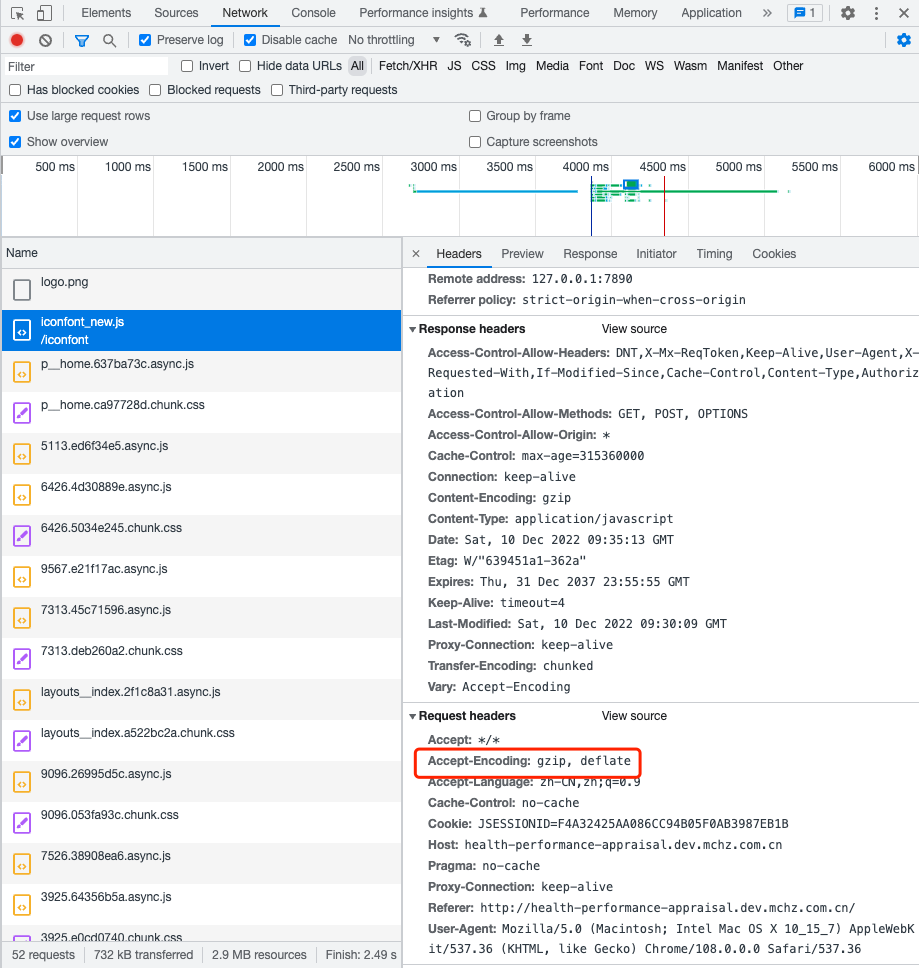 Elements Sources Network Console Performance insights Performance Memory Application » 1
Preserve log Disable cache No throttling
Filter Invert Hide data URLs All Fetch/XHR JS CSS Img Media Font Doc WS Wasm Manifest Other
Has blocked cookies Blocked requests Third-party requests
Use large request rows Group by frame
Show overview Capture screenshots
500 ms 1000 ms 1500 ms 2000 ms 2500 ms 3000 ms 3500 ms 4000 ms 4500 ms 5000 ms 5500 ms 6000 ms
Name
logo.png
iconfont_new.js
/iconfont
p__home.637ba73c.async.js
p__home.ca97728d.chunk.css
5113.ed6f34e5.async.js
6426.4d30889e.async.js
6426.5034e245.chunk.css
9567.e21f17ac.async.js
7313.45c71596.async.js
7313.deb260a2.chunk.css
layouts__index.2f1c8a31.async.js
layouts__index.a522bc2a.chunk.css
9096.26995d5c.async.js
9096.053fa93c.chunk.css
7526.38908ea6.async.js
3925.64356b5a.async.js
3925.e0cd0740.chunk.css
52 requests 732 kB transferred 2.9 MB resources Finish: 2.49 s
× Headers Preview Response Initiator Timing Cookies
Remote address: 127.0.0.1:7890
Referrer policy: strict-origin-when-cross-origin
Response headers View source
Access-Control-Allow-Headers: DNT,X-Mx-ReqToken,Keep-Alive,User-Agent,X-
Requested-With,If-Modified-Since,Cache-Control,Content-Type,Authoriz
ation
Access-Control-Allow-Methods: GET, POST, OPTIONS
Access-Control-Allow-Origin: *
Cache-Control: max-age=315360000
Connection: keep-alive
Content-Encoding: gzip
Content-Type: application/javascript
Date: Sat, 10 Dec 2022 09:35:13 GMT
Etag: W/"639451a1-362a"
Expires: Thu, 31 Dec 2037 23:55:55 GMT
Keep-Alive: timeout=4
Last-Modified: Sat, 10 Dec 2022 09:30:09 GMT
Proxy-Connection: keep-alive
Transfer-Encoding: chunked
Vary: Accept-Encoding
Request headers View source
Accept: */*
Accept-Encoding: gzip, deflate
Accept-Language: zh-CN,zh;q=0.9
Cache-Control: no-cache
Cookie: JSESSIONID=F4A32425AA086CC94B05F0AB3987EB1B
Host: health-performance-appraisal.dev.mchz.com.cn
Pragma: no-cache
Proxy-Connection: keep-alive
Referer: http://health-performance-appraisal.dev.mchz.com.cn/
User-Agent: Mozilla/5.0 (Macintosh; Intel Mac OS X 10_15_7) AppleWebK
it/537.36 (KHTML, like Gecko) Chrome/108.0.0.0 Safari/537.36